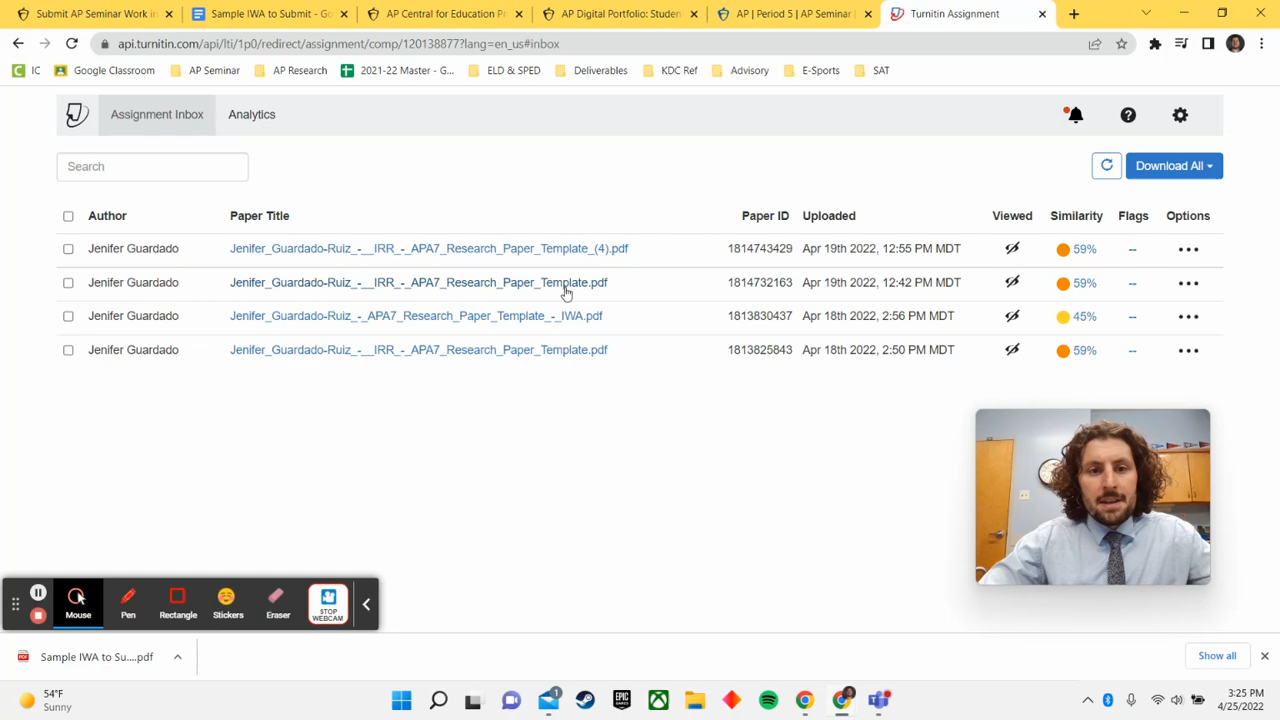 Submit AP Seminar Work in
Sample IWA to Submit - Go
AP Central for Education P
AP Digital Portfolio: Studen
AP | Period 5 | AP Seminar |
Turnitin Assignment
api.turnitin.com/api/lti/1p0/redirect/assignment/comp/120138877?lang=en_us#inbox
IC
Google Classroom
AP Seminar
AP Research
2021-22 Master - G...
ELD & SPED
Deliverables
KDC Ref
Advisory
E-Sports
SAT
Assignment Inbox
Analytics
Search
Download All
Author Paper Title Paper ID Uploaded Viewed Similarity Flags Options
Jenifer Guardado Jenifer_Guardado-Ruiz_-__IRR_-_APA7_Research_Paper_Template_(4).pdf 1814743429 Apr 19th 2022, 12:55 PM MDT 59% --
Jenifer Guardado Jenifer_Guardado-Ruiz_-__IRR_-_APA7_Research_Paper_Template.pdf 1814732163 Apr 19th 2022, 12:42 PM MDT 59% --
Jenifer Guardado Jenifer_Guardado-Ruiz_-_APA7_Research_Paper_Template_-_IWA.pdf 1813830437 Apr 18th 2022, 2:56 PM MDT 45% --
Jenifer Guardado Jenifer_Guardado-Ruiz_-__IRR_-_APA7_Research_Paper_Template.pdf 1813825843 Apr 18th 2022, 2:50 PM MDT 59% --
Mouse
Pen
Rectangle
Stickers
Eraser
STOP
WEBCAM
Sample IWA to Su....pdf
Show all
54°F
Sunny
1
EPIC
GAMES
3:25 PM
4/25/2022